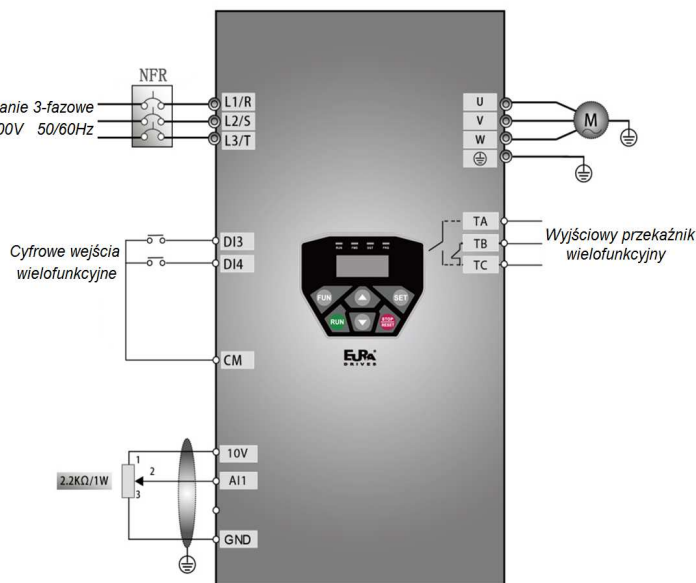 NFR
anie 3-fazowe
00V 50/60Hz
L1/R
L2/S
L3/T
U
V
W
M
DI3
DI4
Cyfrowe wejścia
wielofunkcyjne
CM
TA
TB
TC
Wyjściowy przekaźnik
wielofunkcyjny
FUN
SET
RUN
STOP
RESET
EURA
DRIVES
10V
AI1
GND
2.2KΩ/1W
1
2
3